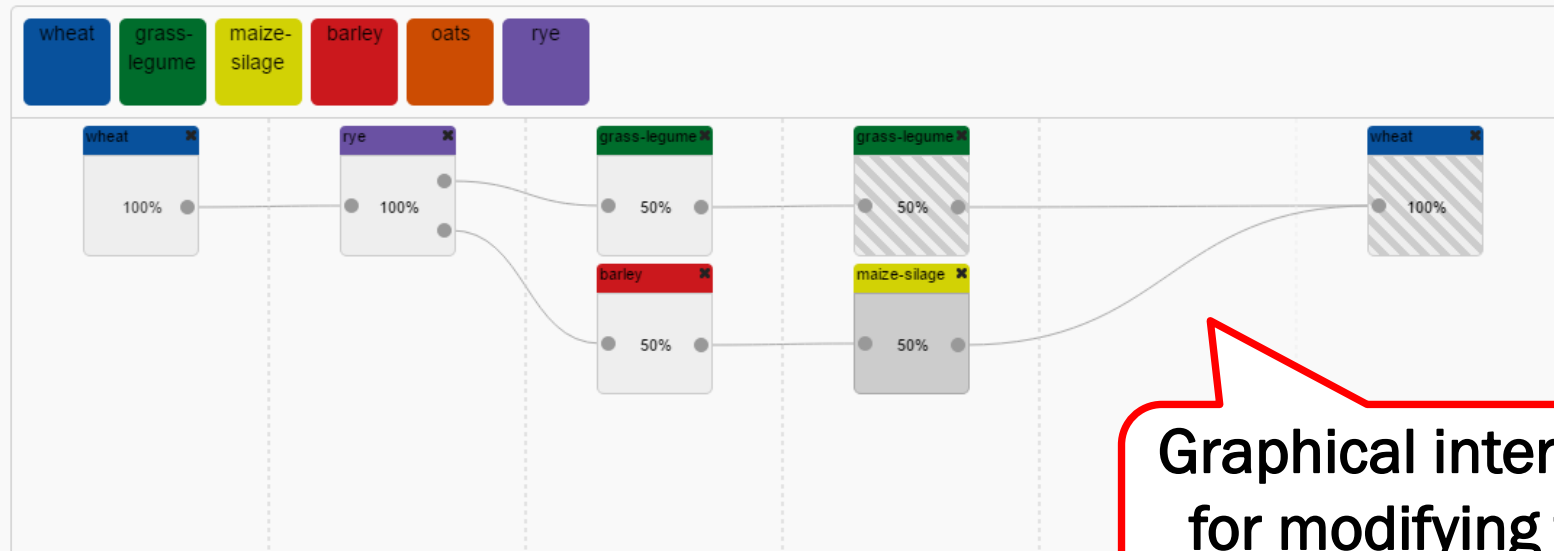 wheat
grass-
legume
maize-
silage
barley
oats
rye
wheat
rye
grass-legume
grass-legume
wheat
100%
100%
50%
50%
100%
barley
maize-silage
50%
50%
Graphical inter
for modifying